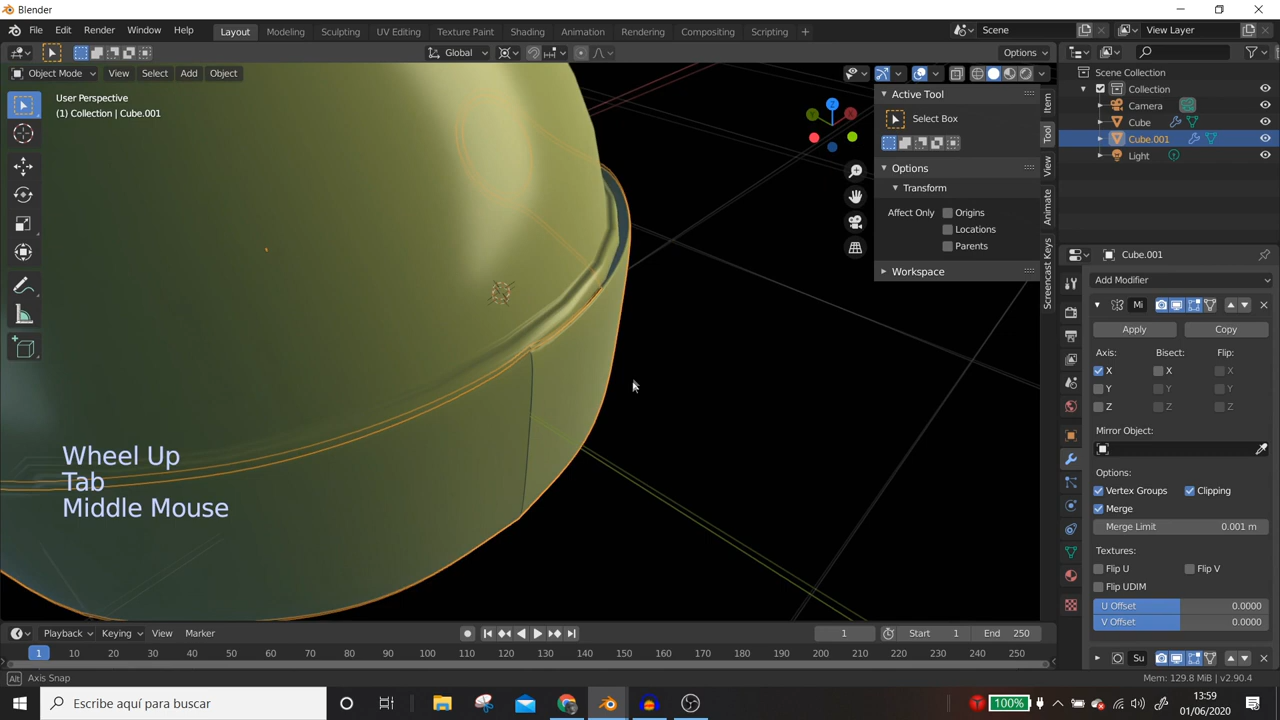 Blender
File Edit Render Window Help Layout Modeling Sculpting UV Editing Texture Paint Shading Animation Rendering Compositing Scripting + Scene View Layer
Global Options
Object Mode View Select Add Object
User Perspective
(1) Collection | Cube.001
Active Tool
Select Box
Options
Transform
Affect Only Origins
Locations
Parents
Workspace
Item
Tool
View
Animate
Screencast Keys
Scene Collection
Collection
Camera
Cube
Cube.001
Light
Cube.001
Add Modifier
Mi
Apply Copy
Axis: Bisect: Flip:
X X X
Y Y Y
Z Z Z
Mirror Object:
Options:
Vertex Groups Clipping
Merge
Merge Limit 0.001 m
Textures:
Flip U Flip V
Flip UDIM
U Offset 0.0000
V Offset 0.0000
Su
Wheel Up
Tab
Middle Mouse
Playback Keying View Marker 1 Start 1 End 250
1 10 20 30 40 50 60 70 80 90 100 110 120 130 140 150 160 170 180 190 200 210 220 230 240 250
Alt Axis Snap Mem: 129.8 MiB | v2.90.4
Escribe aquí para buscar 100% 13:59
01/06/2020